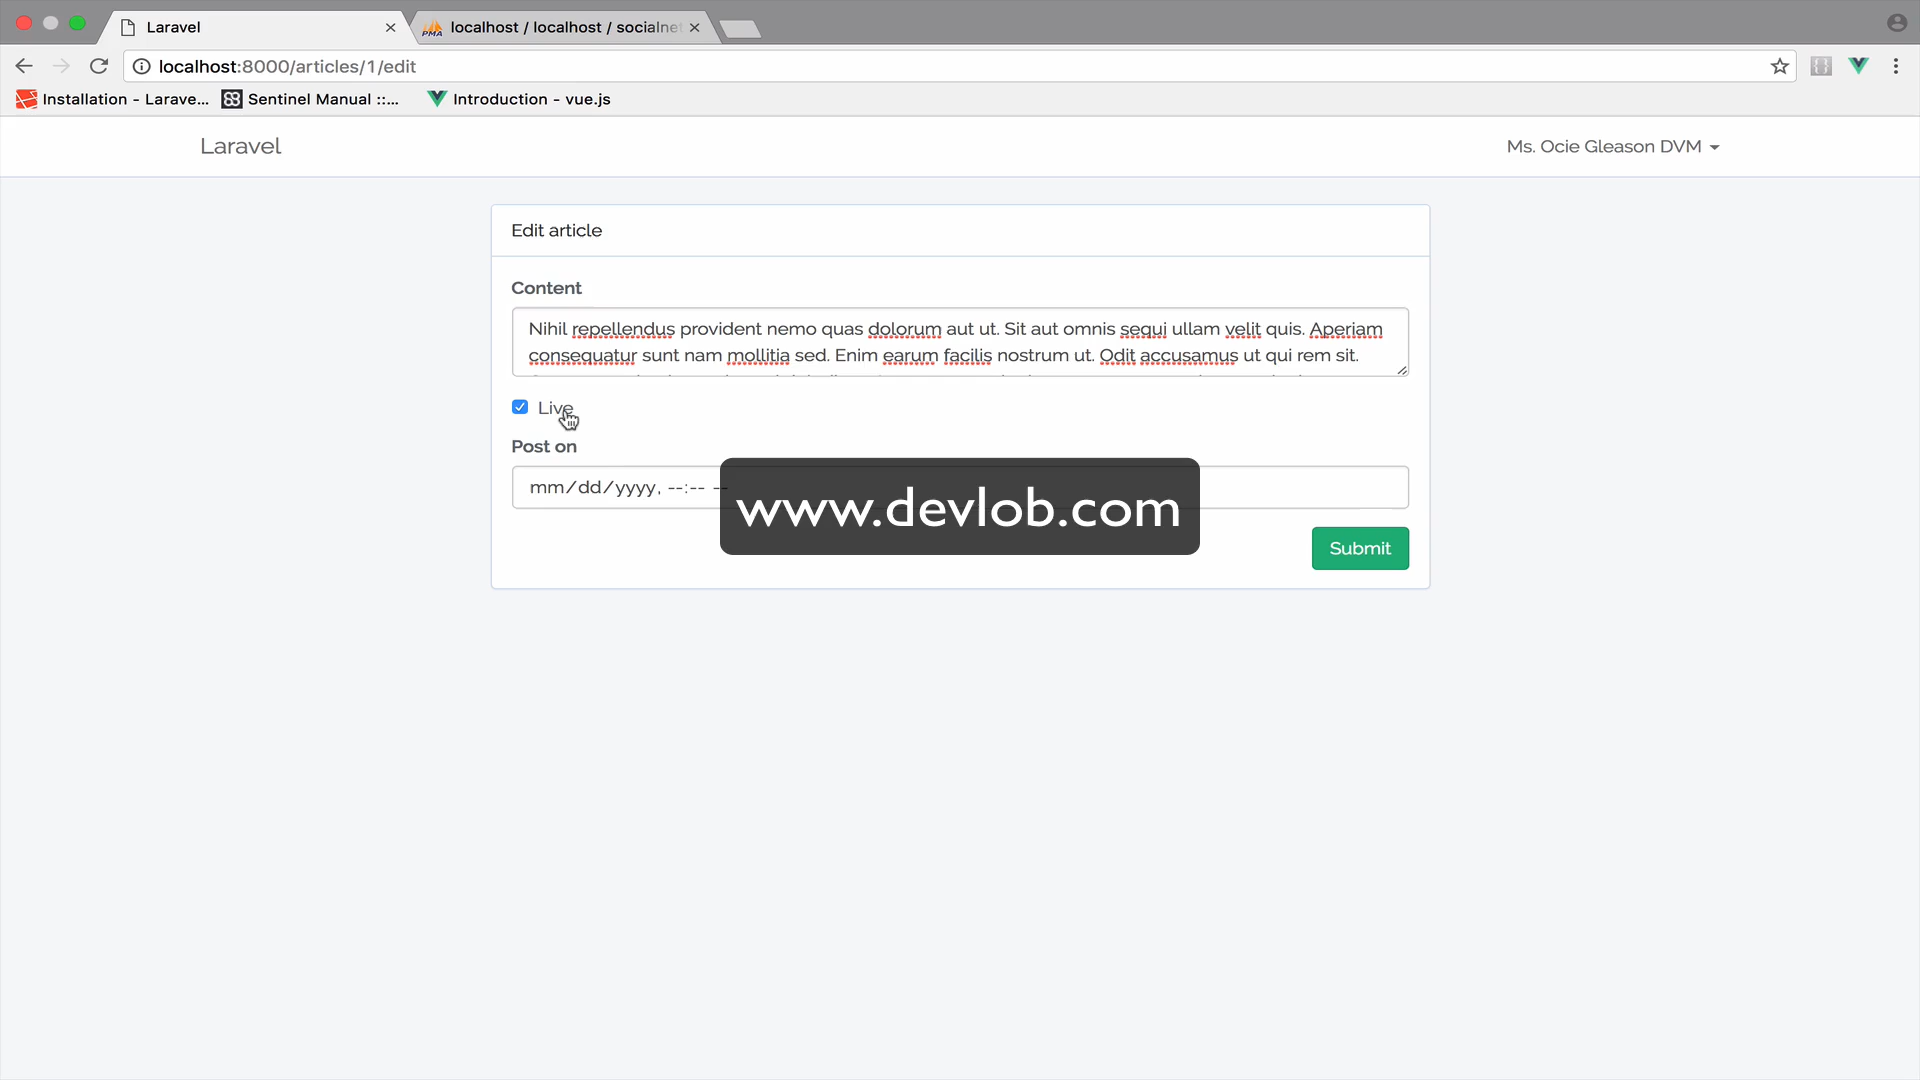 Laravel
localhost / localhost / socialne
PMA
localhost:8000/articles/1/edit
Installation - Larave...
Sentinel Manual ::...
Introduction - vue.js
Laravel
Ms. Ocie Gleason DVM
Edit article
Content
Nihil repellendus provident nemo quas dolorum aut ut. Sit aut omnis sequi ullam velit quis. Aperiam
consequatur sunt nam mollitia sed. Enim earum facilis nostrum ut. Odit accusamus ut qui rem sit.
Live
Post on
mm/dd/yyyy, --:-- --
www.devlob.com
Submit